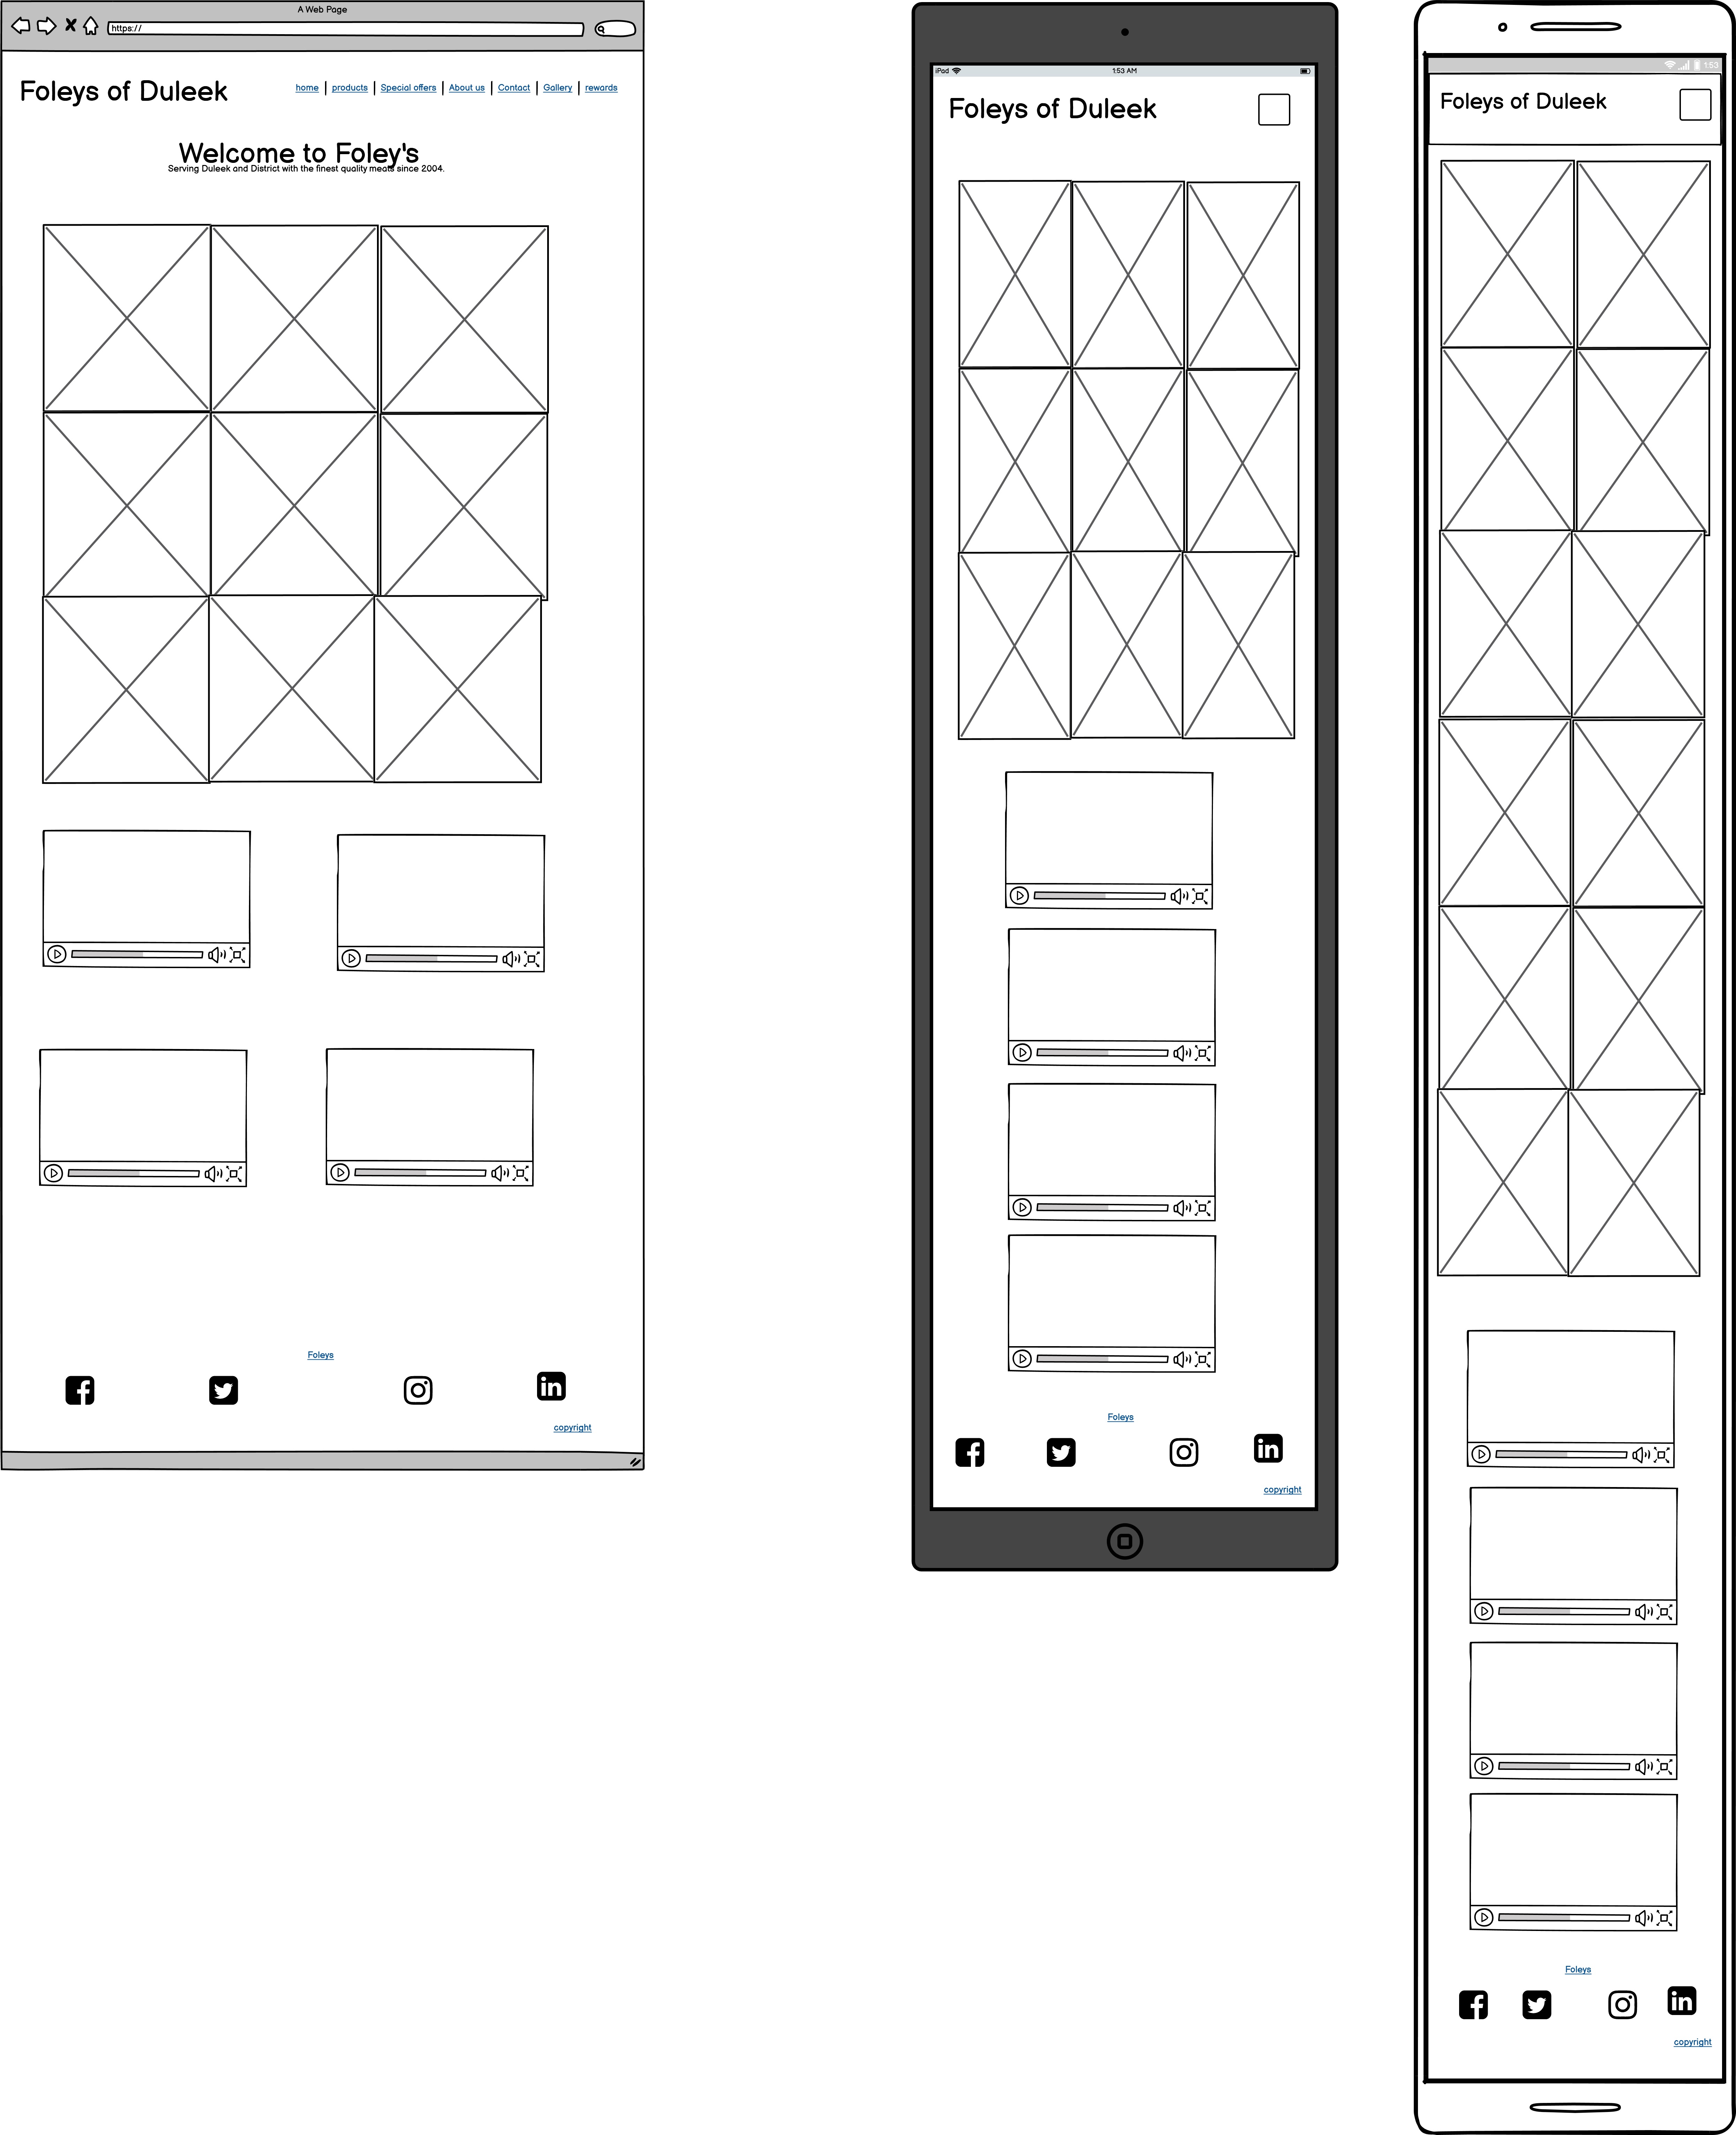 A Web Page
https://
Foleys of Duleek
home | products | Special offers | About us | Contact | Gallery | rewards
Welcome to Foley's
Serving Duleek and District with the finest quality meats since 2004.
Foleys
copyright
iPad
1:53 AM
Foleys of Duleek
Foleys
copyright
1:53
Foleys of Duleek
Foleys
copyright